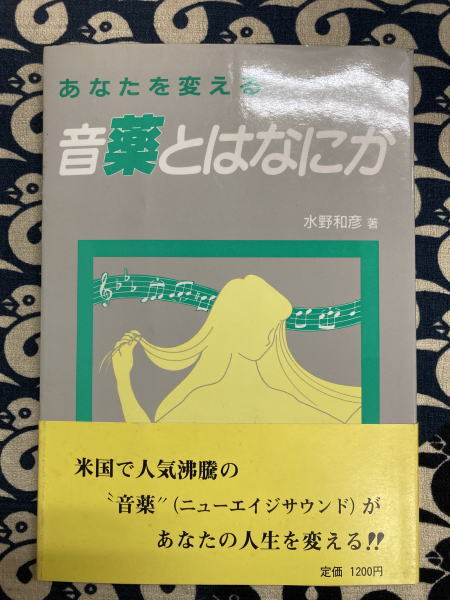 あなたを変える
音薬とはなにか
水野和彦 著
米国で人気沸騰の
〝音薬〟(ニューエイジサウンド)が
あなたの人生を変える!!
定価 1200円